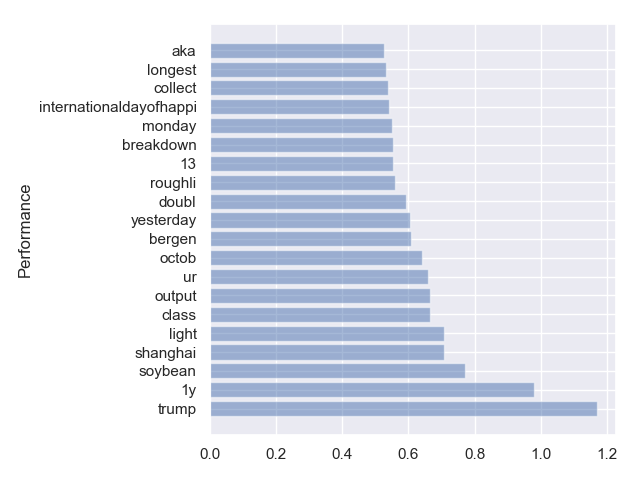 aka
longest
collect
internationaldayofhappi
monday
breakdown
13
roughli
doubl
yesterday
bergen
octob
ur
output
class
light
shanghai
soybean
1y
trump
Performance
0.0 0.2 0.4 0.6 0.8 1.0 1.2